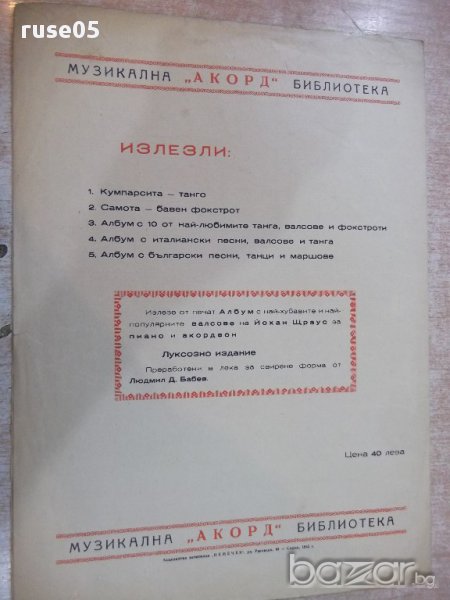 ruse05
МУЗИКАЛНА „АКОРД“ БИБЛИОТЕКА
ИЗЛЕЗЛИ:
1. Кумпарсита – танго
2. Самота – бавен фокстрот
3. Албум с 10 от най-любимите танга, валсове и фокстроти
4. Албум с италиански песни, валсове и танга
5. Албум с български песни, танци и маршове
Излезе от печат Албум с най-хубавите и най-
популярните валсове на Йохан Щраус за
пиано и акордеон
Луксозно издание
Преработени в лека за свирене форма от
Людмил Д. Бабев.
Цена 40 лева
МУЗИКАЛНА „АКОРД“ БИБЛИОТЕКА
bazar.bg